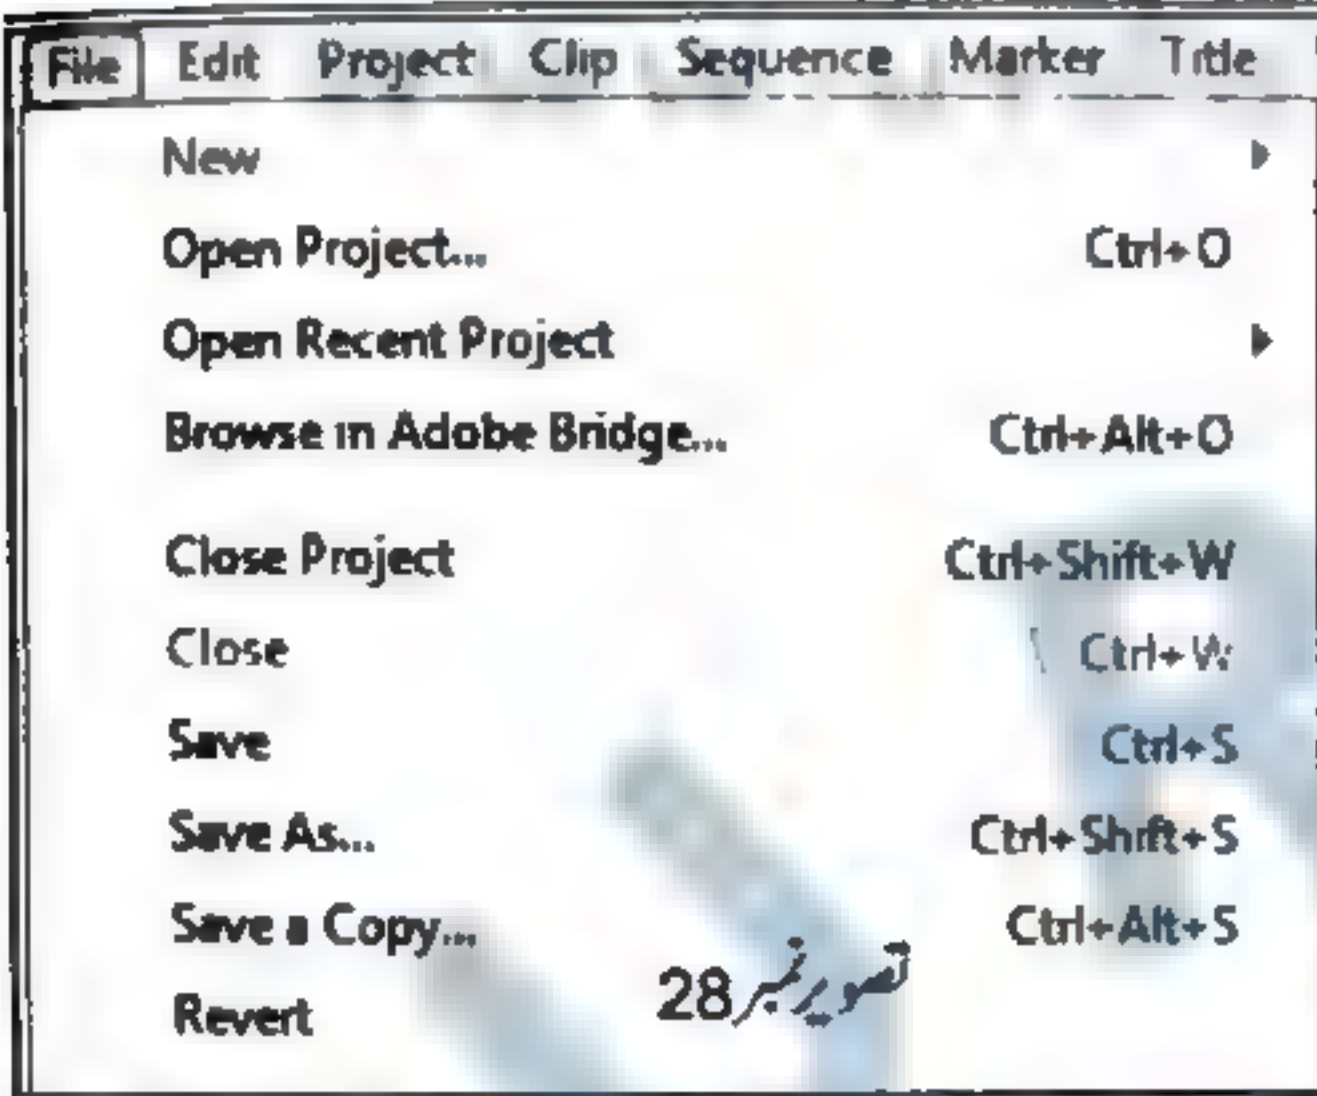 File Edit Project Clip Sequence Marker Title
New
Open Project... Ctrl+O
Open Recent Project
Browse in Adobe Bridge... Ctrl+Alt+O
Close Project Ctrl+Shift+W
Close Ctrl+W
Save Ctrl+S
Save As... Ctrl+Shift+S
Save a Copy... Ctrl+Alt+S
تصویر نمبر 28
Revert